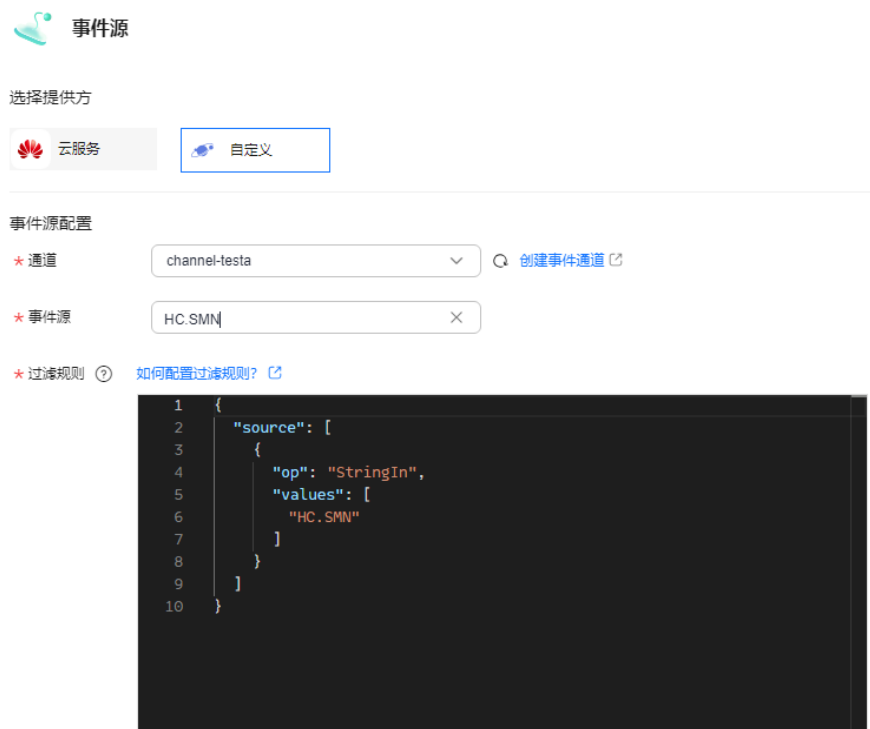 事件源
选择提供方
云服务 自定义
事件源配置
* 通道 channel-testa 创建事件通道
* 事件源 HC.SMN
* 过滤规则 ? 如何配置过滤规则?
1 {
2 "source": [
3 {
4 "op": "StringIn",
5 "values": [
6 "HC.SMN"
7 ]
8 }
9 ]
10 }